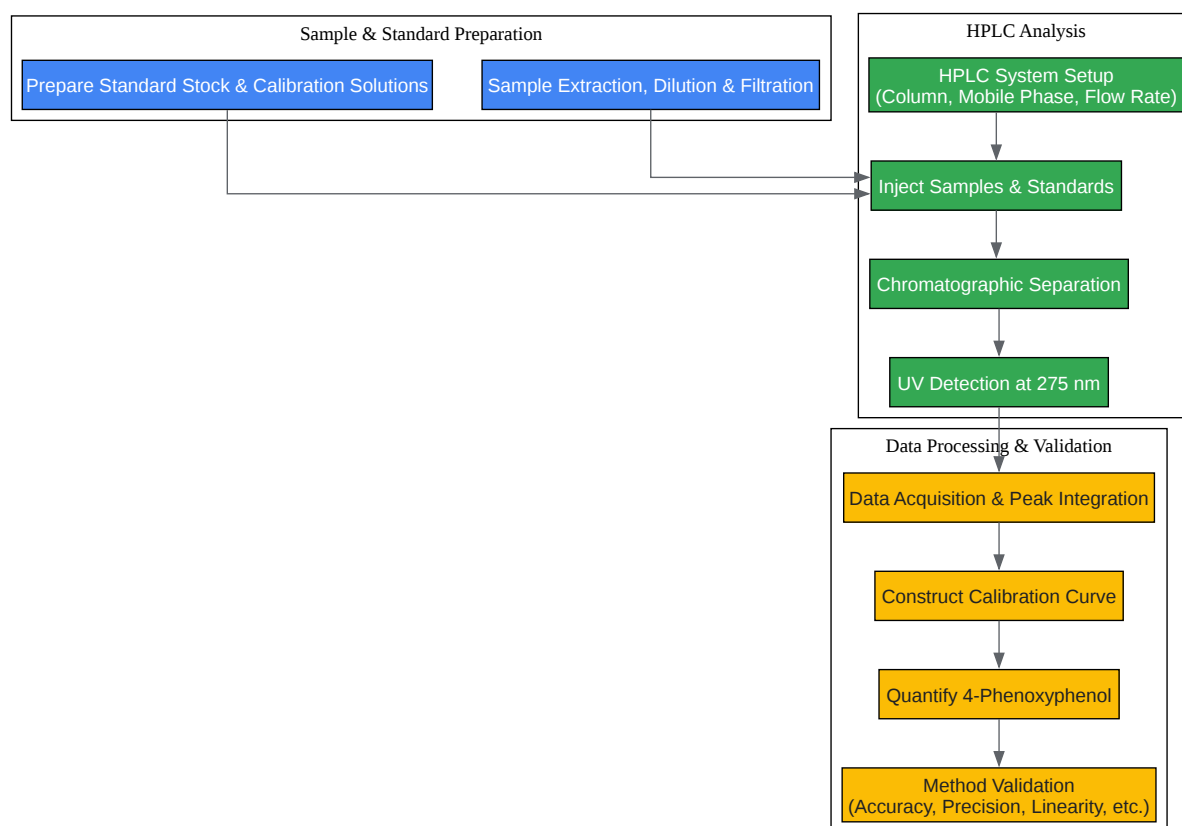 Sample & Standard Preparation
Prepare Standard Stock & Calibration Solutions
Sample Extraction, Dilution & Filtration
HPLC Analysis
HPLC System Setup
(Column, Mobile Phase, Flow Rate)
Inject Samples & Standards
Chromatographic Separation
UV Detection at 275 nm
Data Processing & Validation
Data Acquisition & Peak Integration
Construct Calibration Curve
Quantify 4-Phenoxyphenol
Method Validation
(Accuracy, Precision, Linearity, etc.)